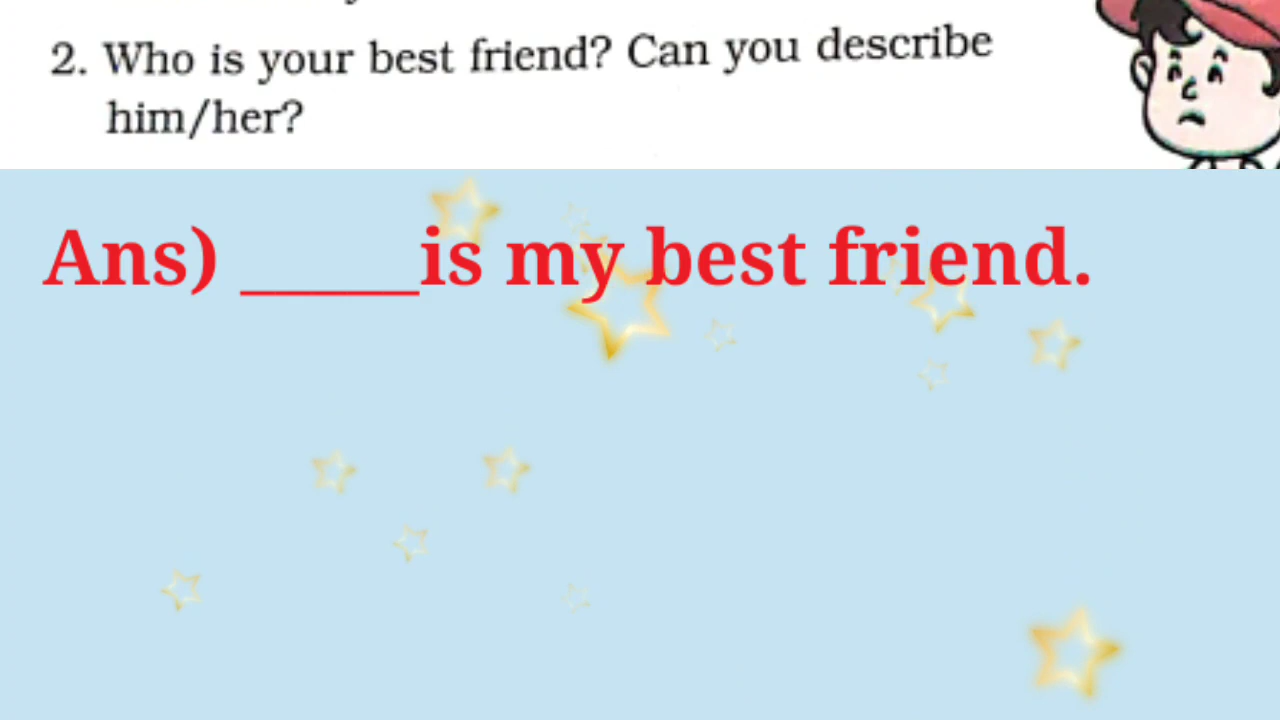 2. Who is your best friend? Can you describe
him/her?
Ans) _____is my best friend.